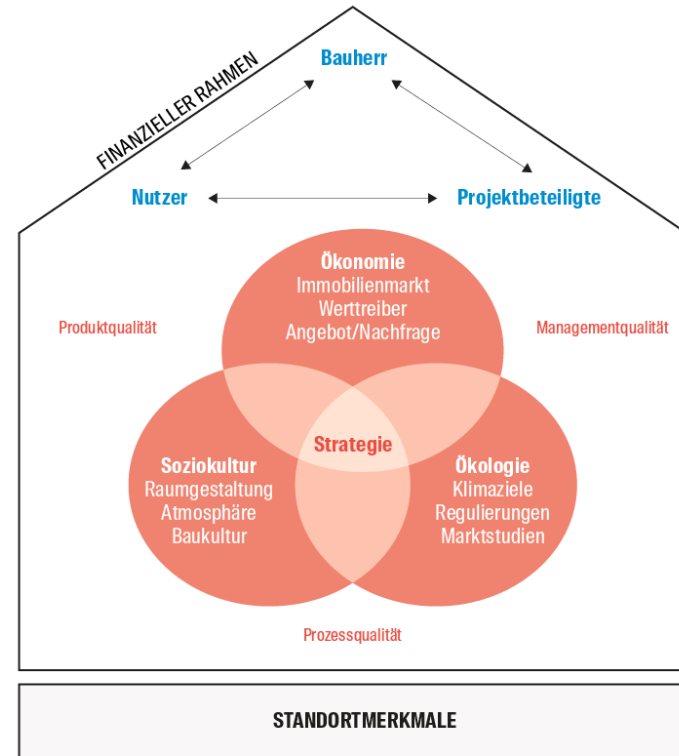 Bauherr
FINANZIELLER RAHMEN
Nutzer
Projektbeteiligte
Ökonomie
Immobilienmarkt
Werttreiber
Angebot/Nachfrage
Produktqualität
Managementqualität
Strategie
Soziokultur
Raumgestaltung
Atmosphäre
Baukultur
Ökologie
Klimaziele
Regulierungen
Marktstudien
Prozessqualität
STANDORTMERKMALE